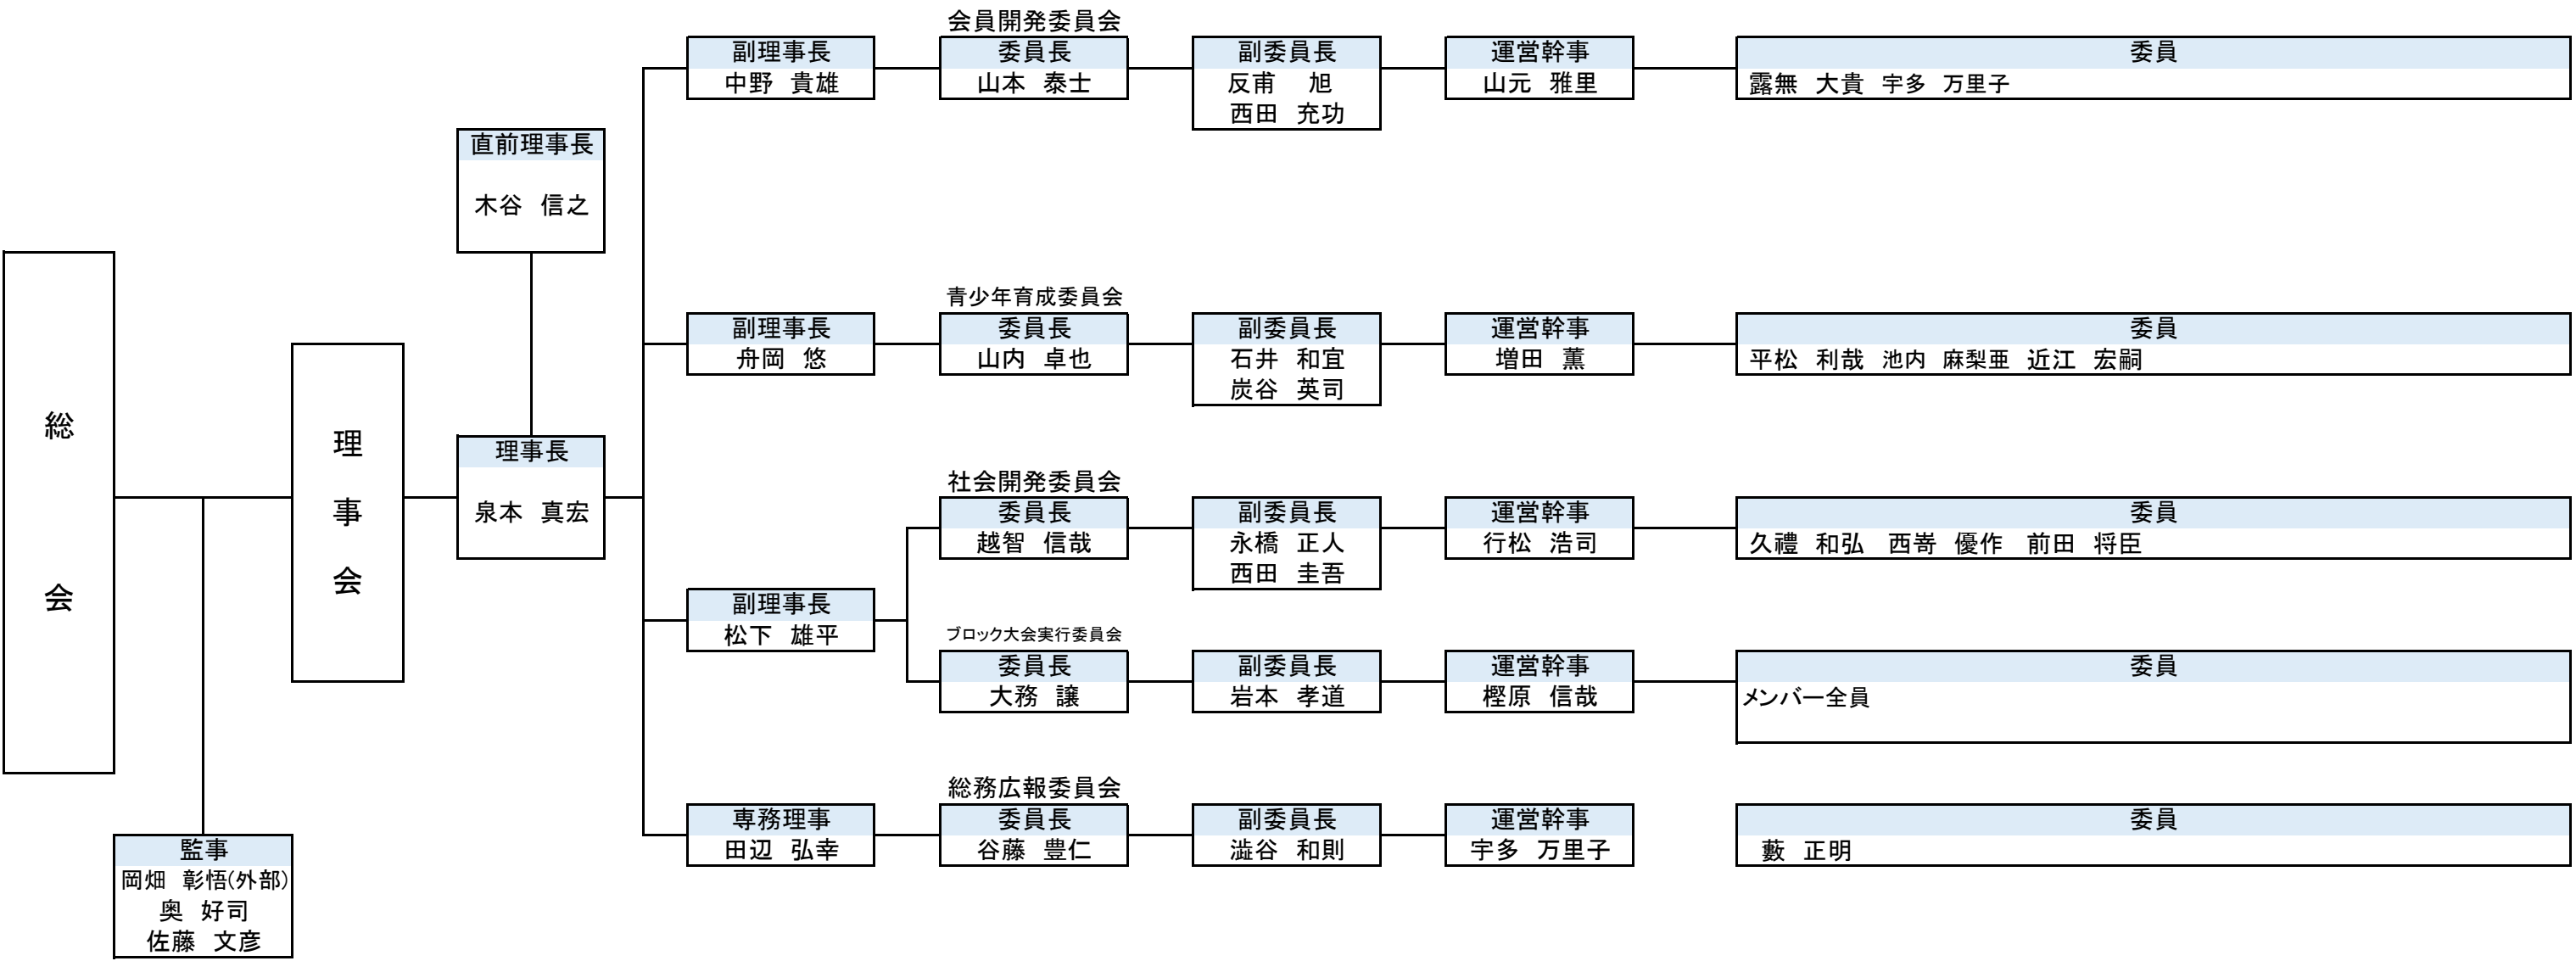 総
会
監事
岡畑　彰悟(外部)
奥　好司
佐藤　文彦
理
事
会
直前理事長
木谷　信之
理事長
泉本　真宏
会員開発委員会
副理事長
中野　貴雄
委員長
山本　泰士
副委員長
反甫　旭
西田　充功
運営幹事
山元　雅里
委員
露無　大貴　宇多　万里子
青少年育成委員会
副理事長
舟岡　悠
委員長
山内　卓也
副委員長
石井　和宜
炭谷　英司
運営幹事
増田　薫
委員
平松　利哉　池内　麻梨亜　近江　宏嗣
副理事長
松下　雄平
社会開発委員会
委員長
越智　信哉
副委員長
永橋　正人
西田　圭吾
運営幹事
行松　浩司
委員
久禮　和弘　西嵜　優作　前田　将臣
ブロック大会実行委員会
委員長
大務　譲
副委員長
岩本　孝道
運営幹事
樫原　信哉
委員
メンバー全員
総務広報委員会
専務理事
田辺　弘幸
委員長
谷藤　豊仁
副委員長
澁谷　和則
運営幹事
宇多　万里子
委員
藪　正明